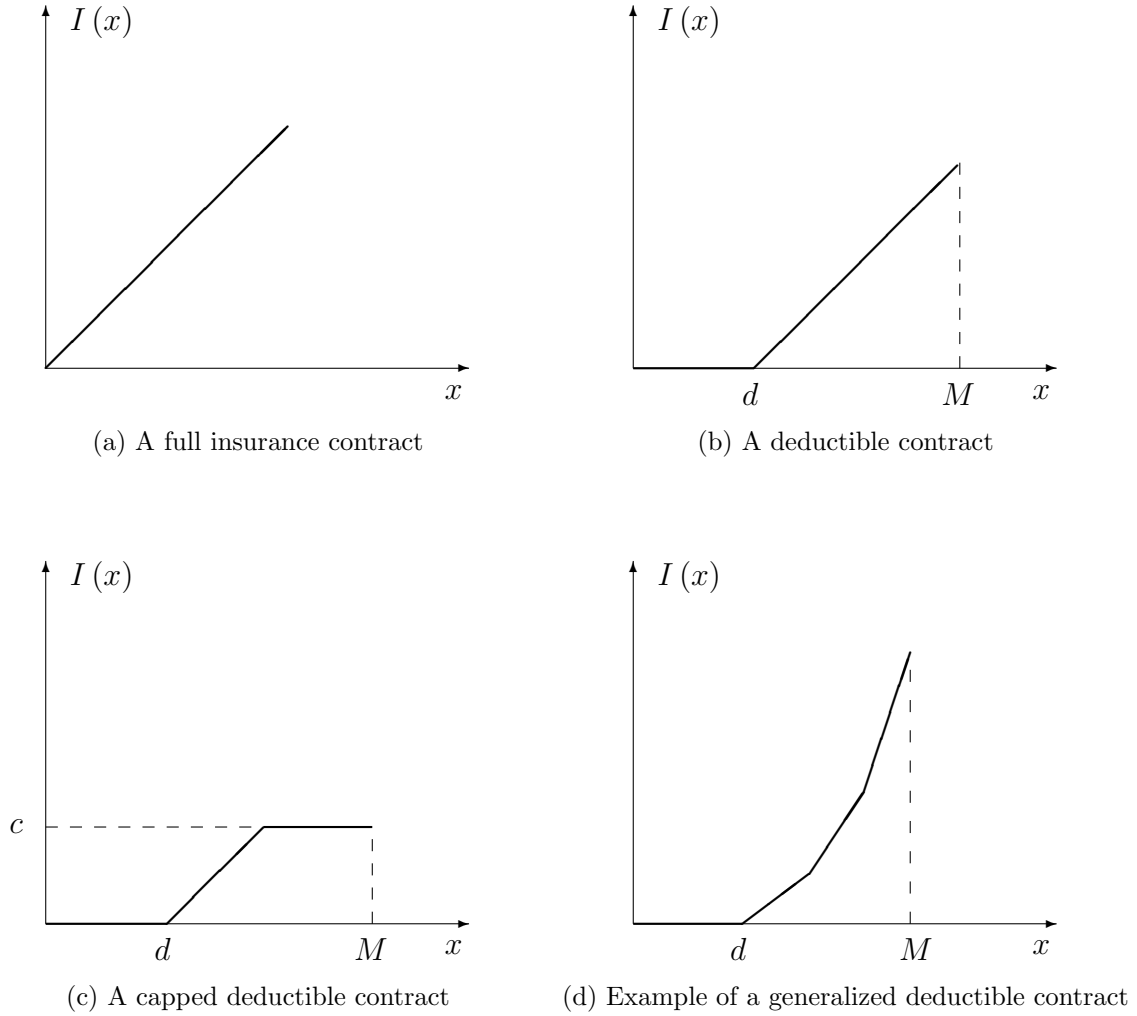 I (x)
x
(a) A full insurance contract
I (x)
d
M
x
(b) A deductible contract
I (x)
c
d
M
x
(c) A capped deductible contract
I (x)
d
M
x
(d) Example of a generalized deductible contract